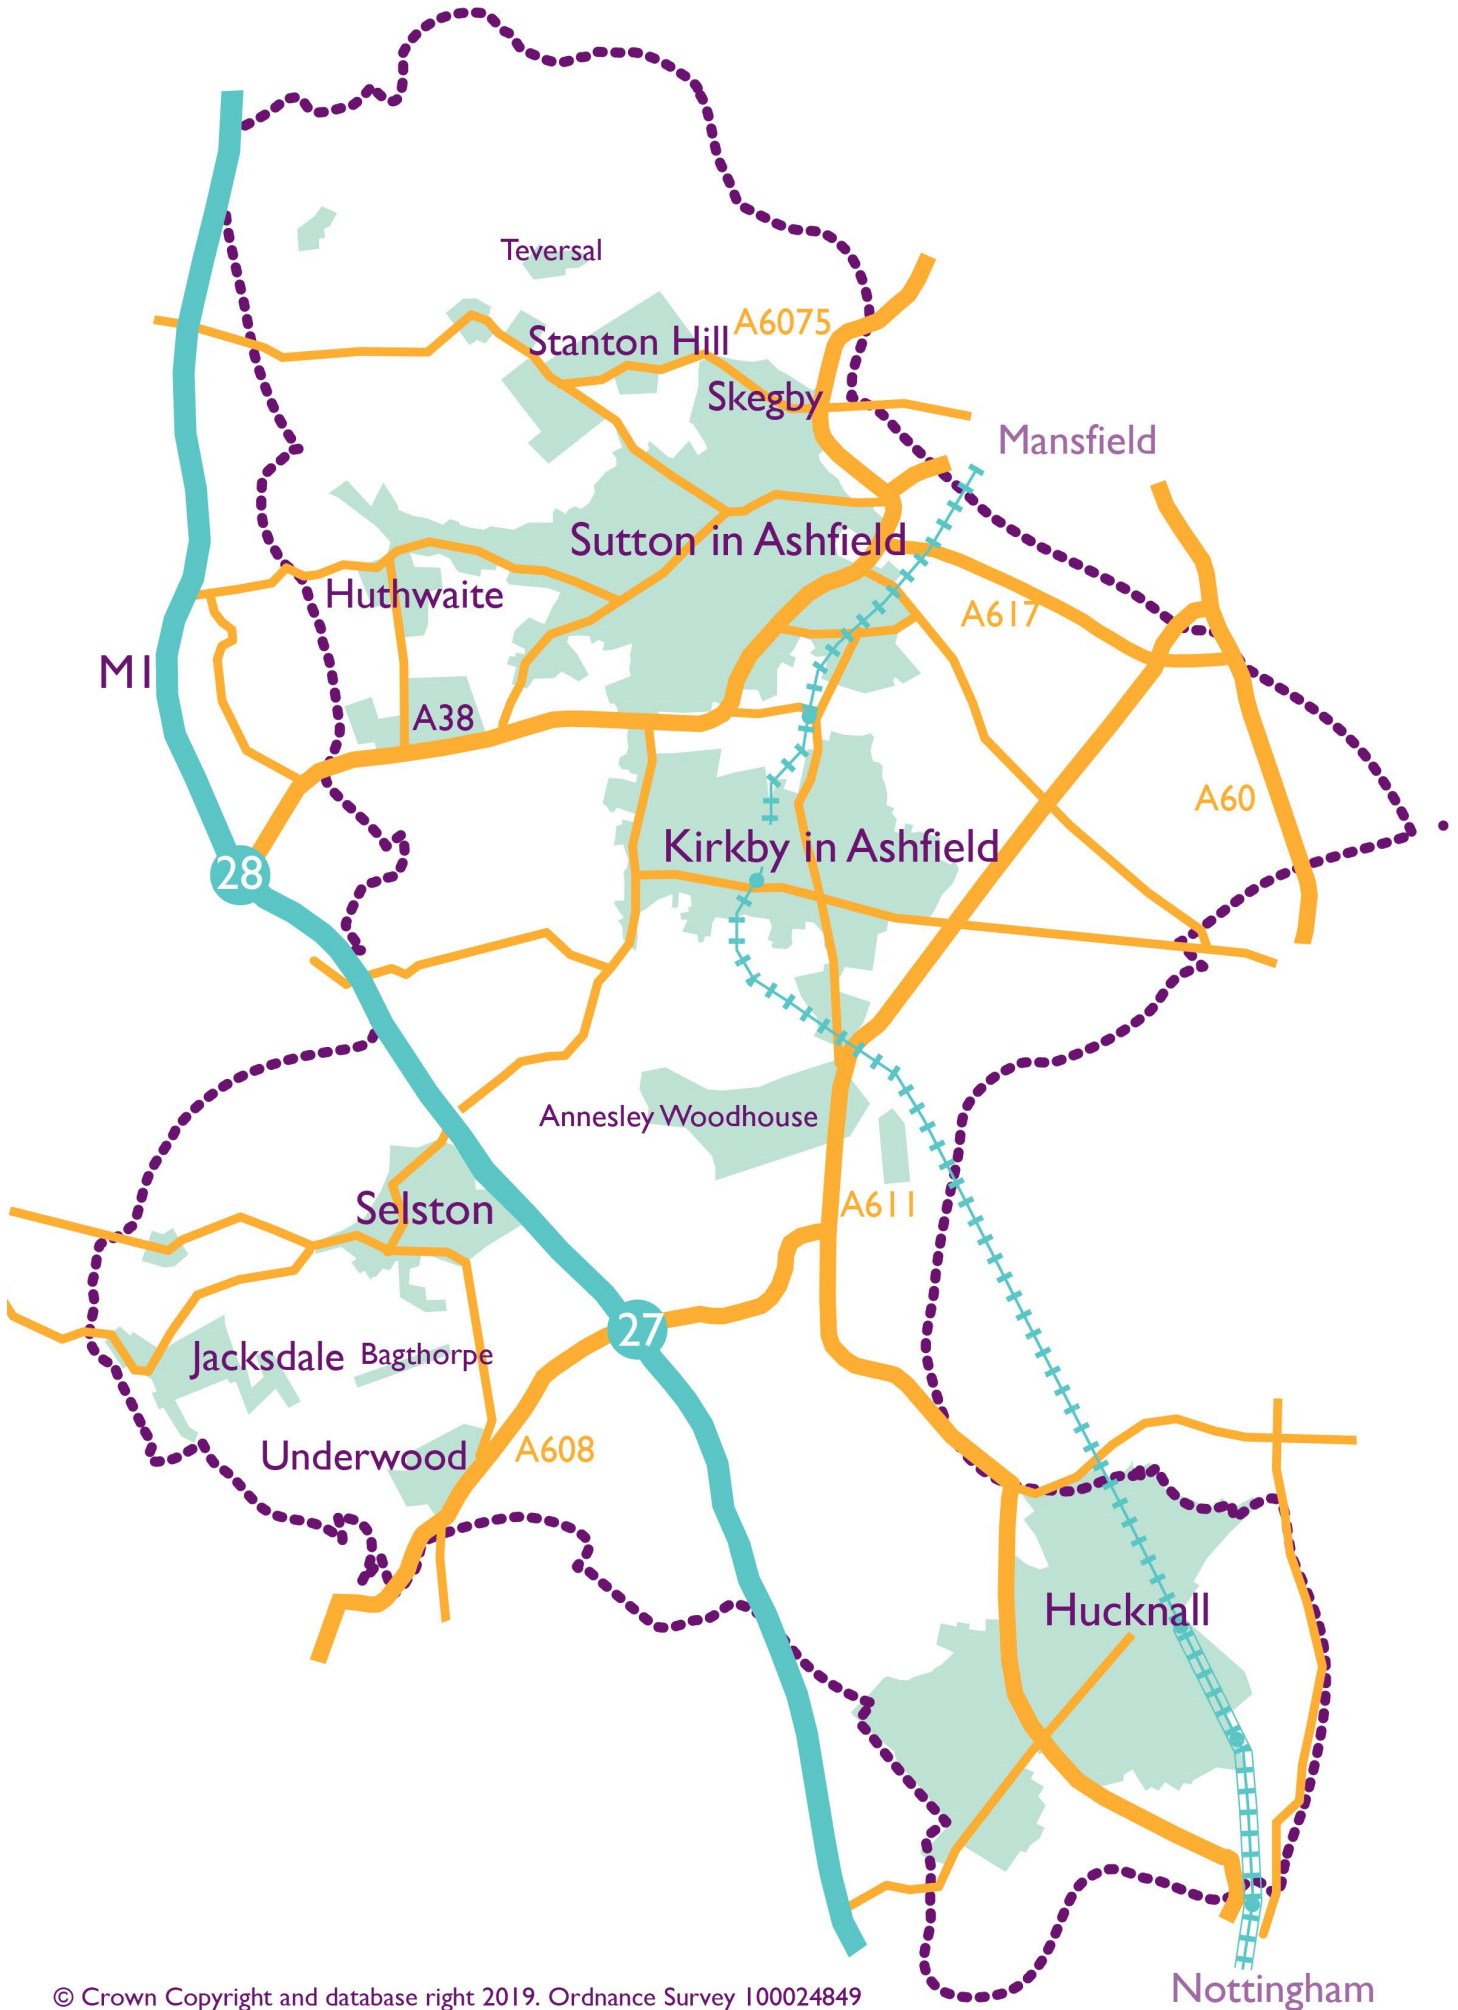 Teversal
A6075
Stanton Hill
Skegby
Mansfield
Sutton in Ashfield
Huthwaite
A617
M1
A38
A60
Kirkby in Ashfield
28
Annesley Woodhouse
A611
Selston
27
Jacksdale
Bagthorpe
A608
Underwood
Hucknall
Nottingham
© Crown Copyright and database right 2019. Ordnance Survey 100024849